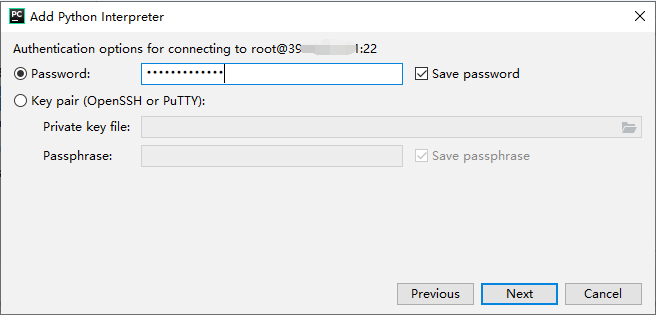 PC Add Python Interpreter
Authentication options for connecting to root@39 1:22
Password: ••••••••••••• Save password
Key pair (OpenSSH or PuTTY):
Private key file:
Passphrase: Save passphrase
Previous Next Cancel